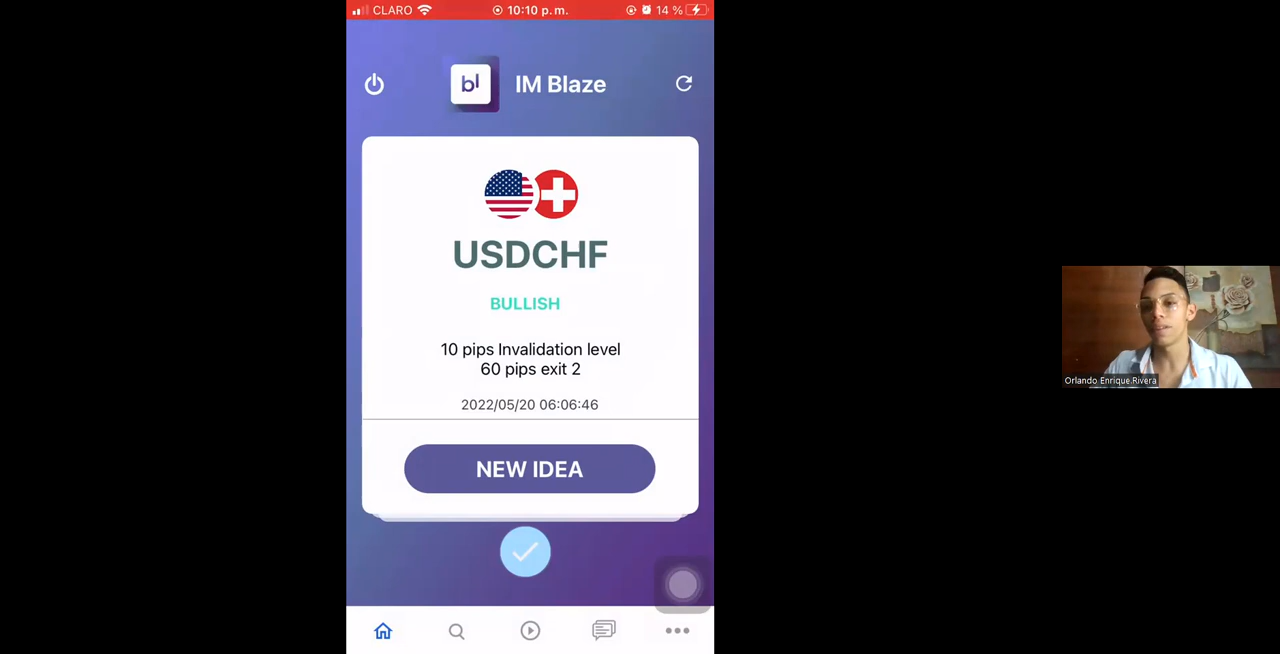 CLARO
10:10 p.m.
14 %
bl
IM Blaze
USDCHF
BULLISH
10 pips Invalidation level
60 pips exit 2
2022/05/20 06:06:46
NEW IDEA
Orlando Enrique Rivera